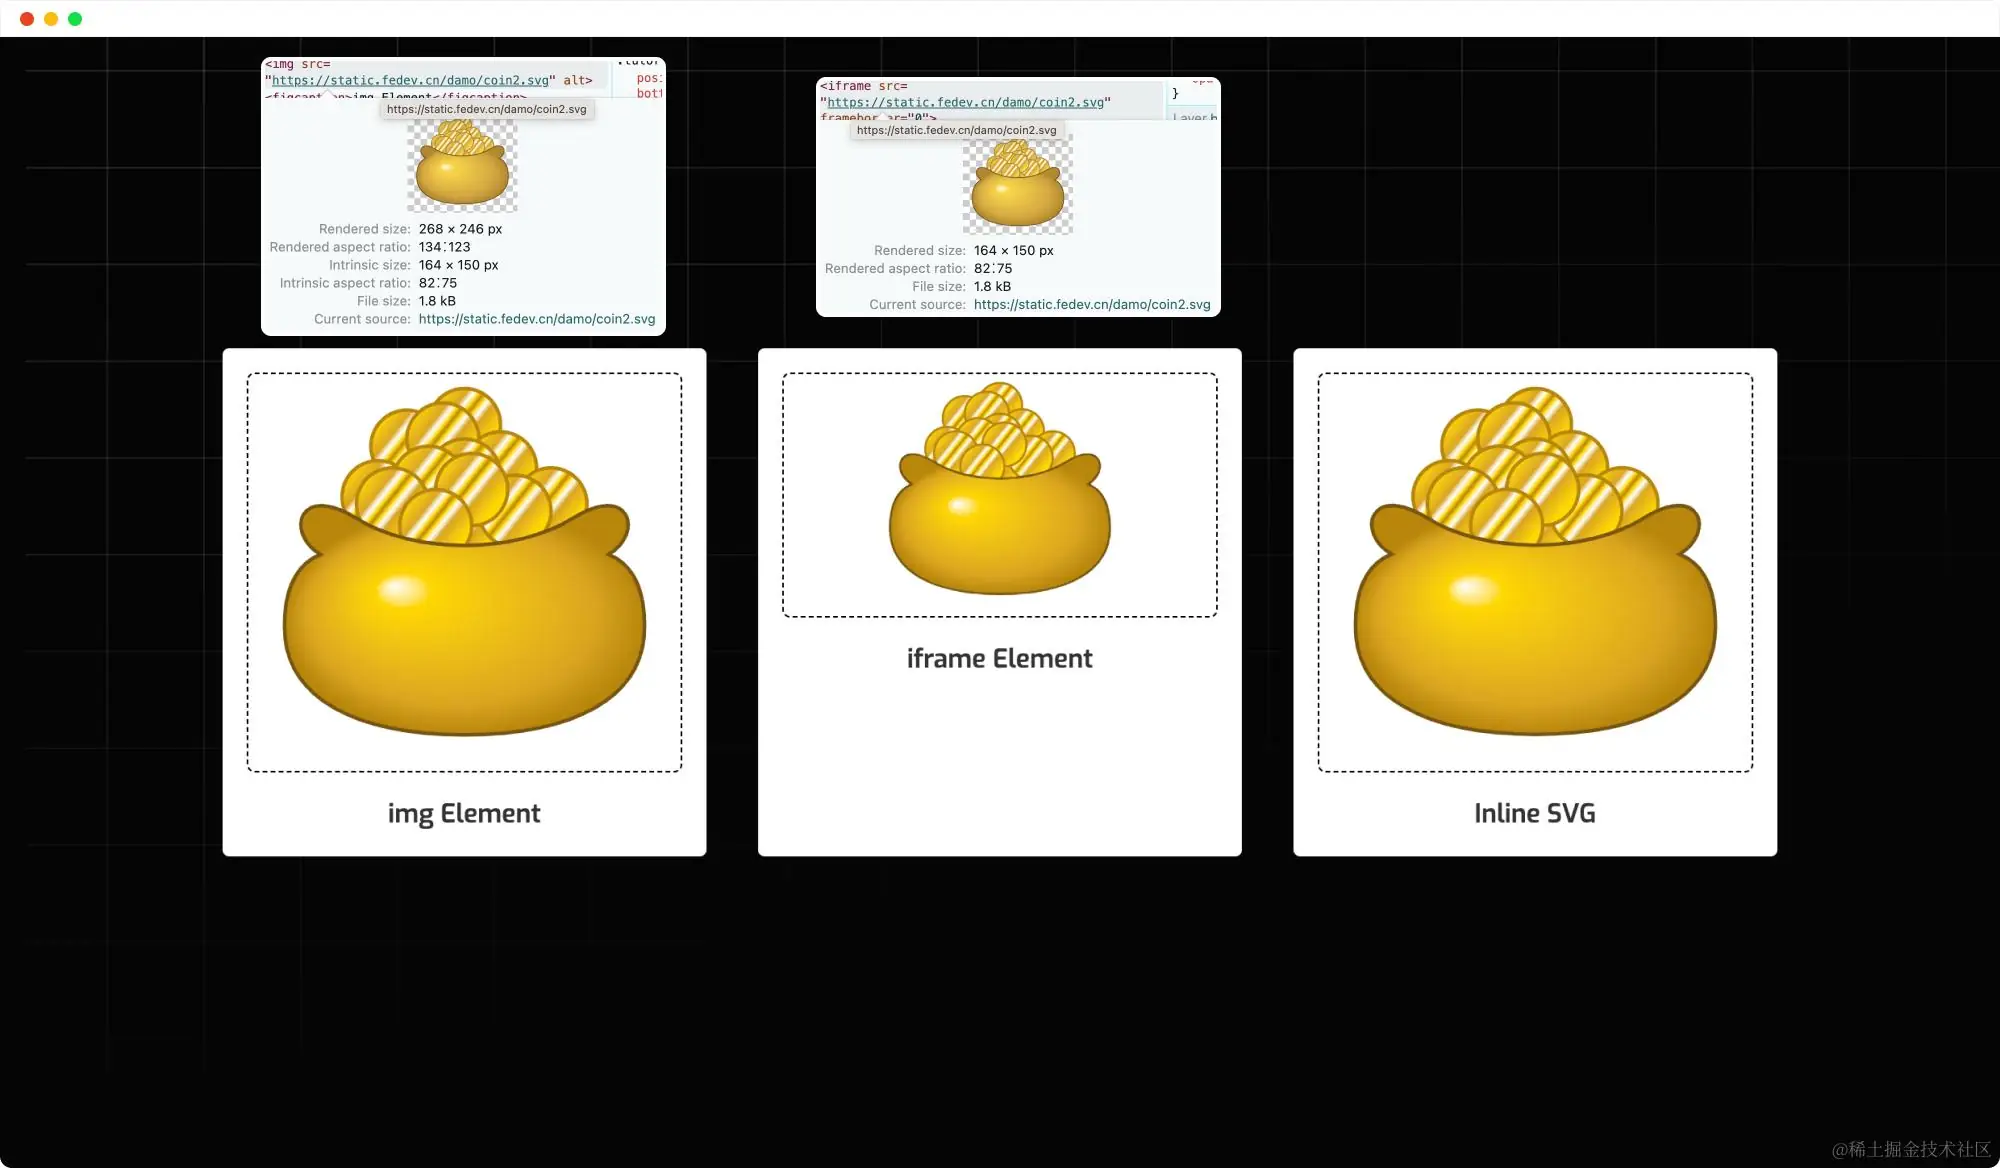 <img src=
"https://static.fedev.cn/damo/coin2.svg" alt>
<figcaption>img Element</figcaption>
https://static.fedev.cn/damo/coin2.svg
Rendered size: 268 × 246 px
Rendered aspect ratio: 134∶123
Intrinsic size: 164 × 150 px
Intrinsic aspect ratio: 82∶75
File size: 1.8 kB
Current source: https://static.fedev.cn/damo/coin2.svg
<iframe src=
"https://static.fedev.cn/damo/coin2.svg"
}
https://static.fedev.cn/damo/coin2.svg
Rendered size: 164 × 150 px
Rendered aspect ratio: 82∶75
File size: 1.8 kB
Current source: https://static.fedev.cn/damo/coin2.svg
img Element
iframe Element
Inline SVG
@稀土掘金技术社区